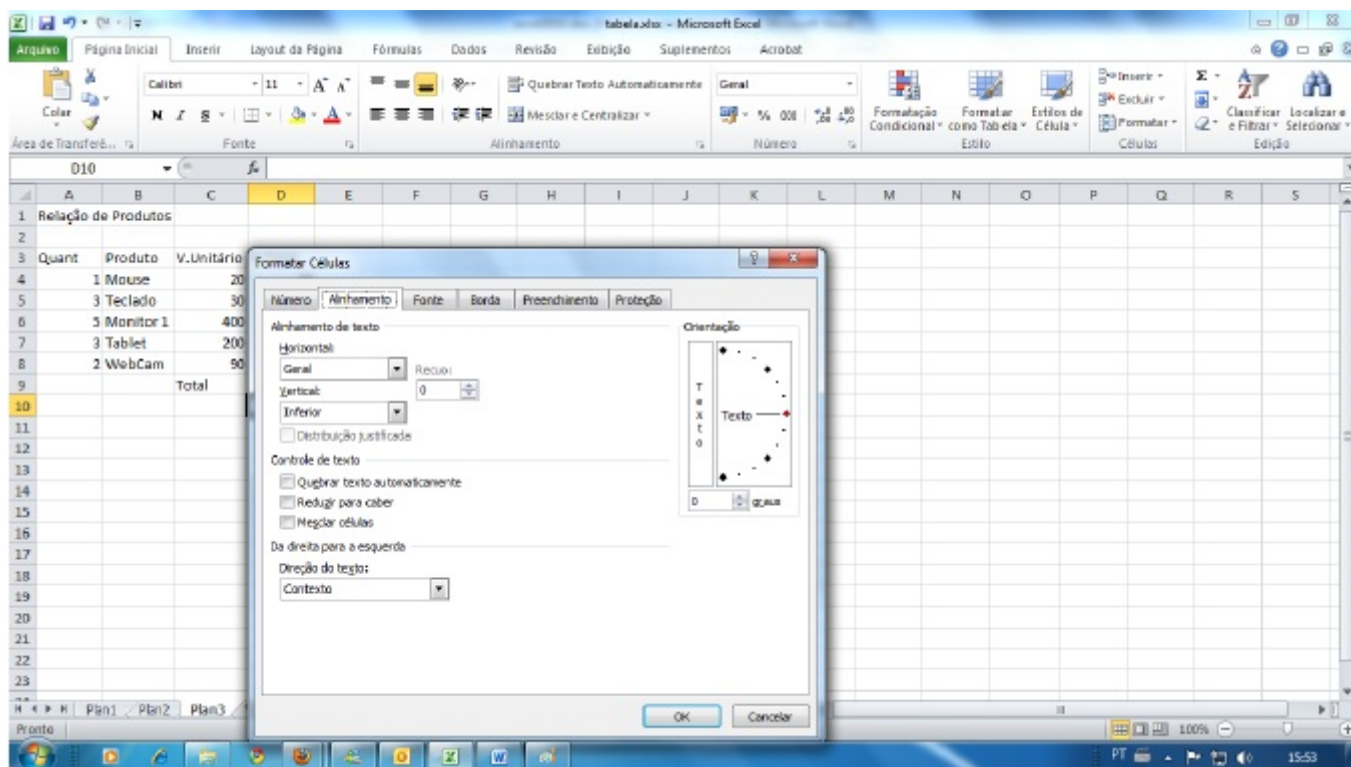 tabela.xlsx - Microsoft Excel
Arquivo Página Inicial Inserir Layout da Página Fórmulas Dados Revisão Exibição Suplementos Acrobat
Colar
Calibri 11
N I S
Quebrar Texto Automaticamente
Mesclar e Centralizar
Geral
% 000
Formatação Condicional
Formatar como Tabela
Estilos de Célula
Inserir
Excluir
Formatar
Classificar e Filtrar
Localizar e Selecionar
Área de Transferê... Fonte Alinhamento Número Estilo Células Edição
D10 fx
A B C D E F G H I J K L M N O P Q R S
1 Relação de Produtos
2
3 Quant Produto V.Unitário
4 1 Mouse 20
5 3 Teclado 30
6 5 Monitor 1 400
7 3 Tablet 200
8 2 WebCam 90
9 Total
10
11
12
13
14
15
16
17
18
19
20
21
22
23
Formatar Células
Número Alinhamento Fonte Borda Preenchimento Proteção
Alinhamento de texto
Horizontal:
Geral
Recuo:
Vertical:
0
Inferior
Distribuição justificada
Controle de texto
Quebrar texto automaticamente
Reduzir para caber
Mesclar células
Da direita para a esquerda
Direção do texto:
Contexto
Orientação
Texto
Texto
0 graus
OK Cancelar
Plan1 Plan2 Plan3
Pronto 100%
PT 15:53